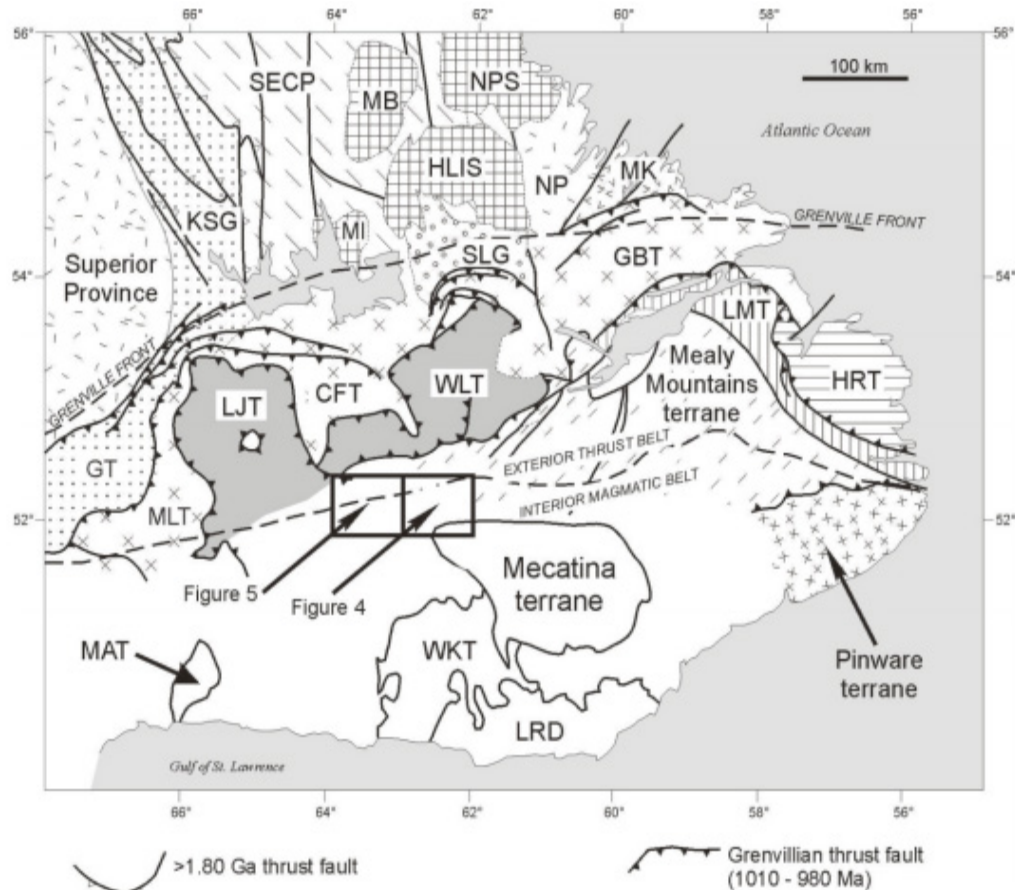 66° 64° 62° 60° 58° 56°
56° 56°
SECP
MB
NPS
100 km
Atlantic Ocean
HLIS
NP
MK
KSG
MI
GRENVILLE FRONT
SLG
GBT
54° 54°
Superior
Province
LMT
Mealy
Mountains
terrane
HRT
GRENVILLE FRONT
LJT
CFT
WLT
EXTERIOR THRUST BELT
GT
INTERIOR MAGMATIC BELT
MLT
52° 52°
Figure 5
Figure 4
Mecatina
terrane
MAT
WKT
Pinware
terrane
LRD
Gulf of St. Lawrence
66° 64° 62° 60° 58° 56°
>1.80 Ga thrust fault
Grenvillian thrust fault
(1010 - 980 Ma)